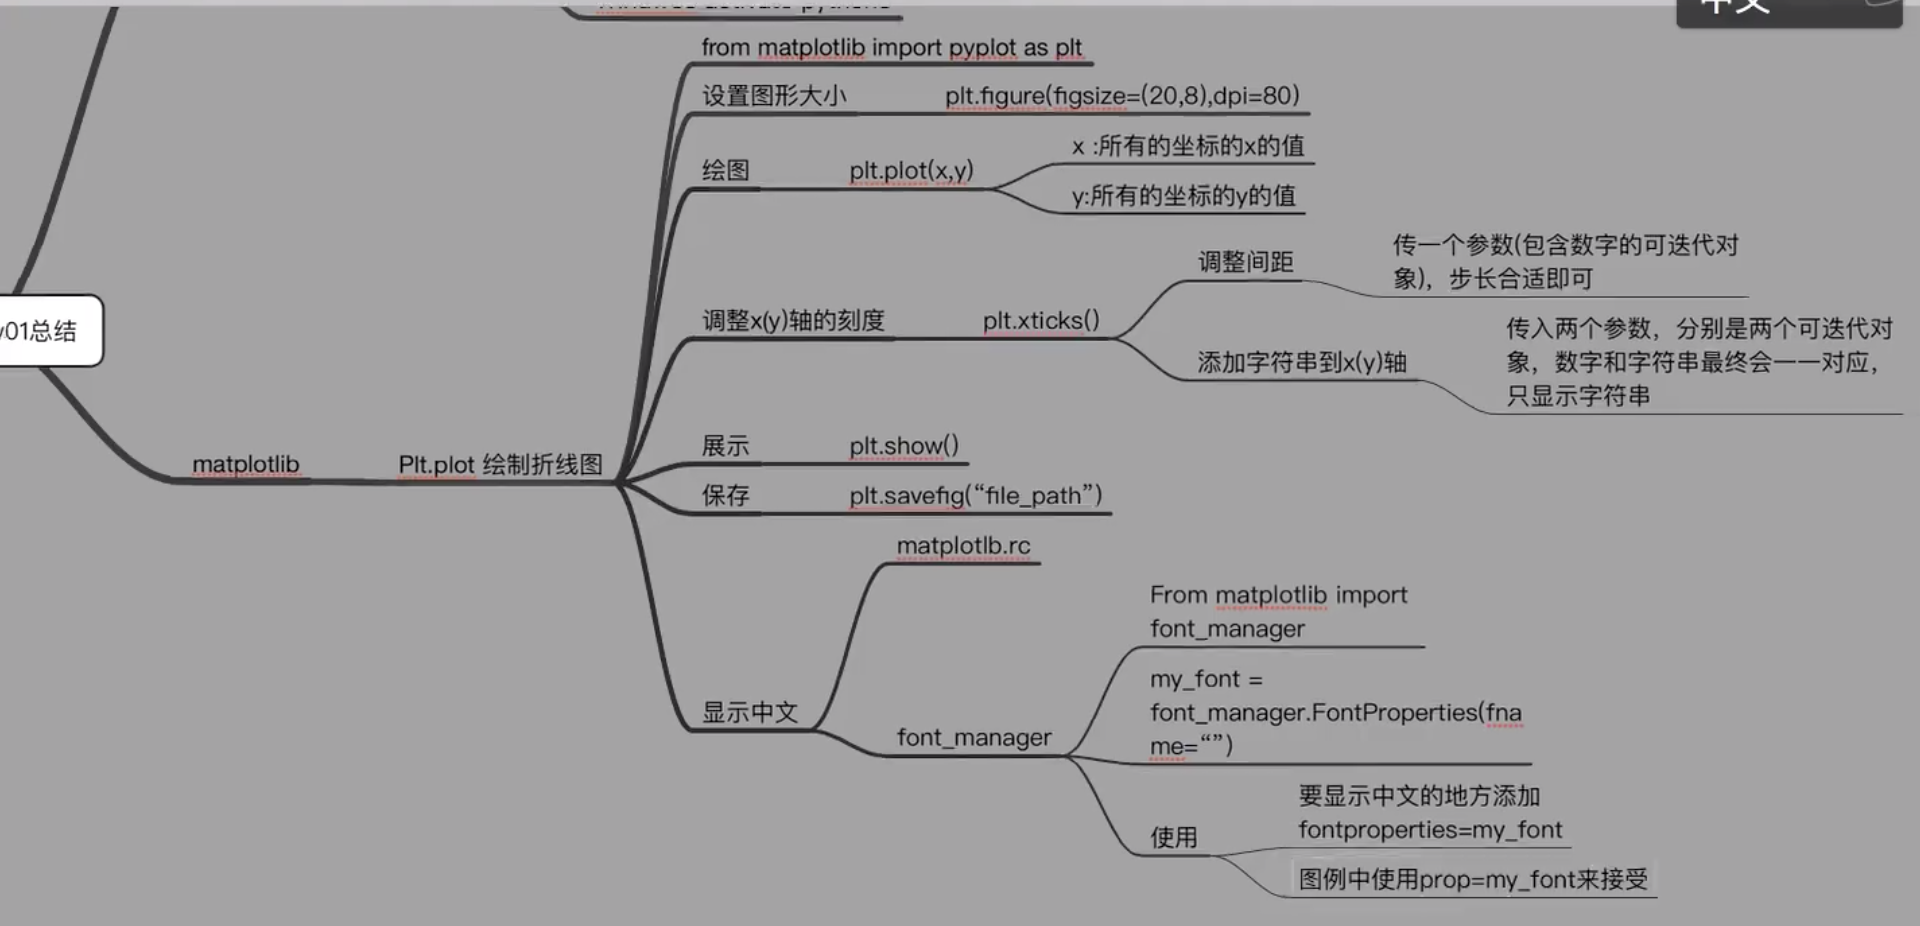 中文
from matplotlib import pyplot as plt
设置图形大小
plt.figure(figsize=(20,8),dpi=80)
绘图
plt.plot(x,y)
x :所有的坐标的x的值
y:所有的坐标的y的值
调整x(y)轴的刻度
plt.xticks()
调整间距
传一个参数(包含数字的可迭代对
象)，步长合适即可
添加字符串到x(y)轴
传入两个参数，分别是两个可迭代对
象，数字和字符串最终会一一对应，
只显示字符串
01总结
matplotlib
Plt.plot 绘制折线图
展示
plt.show()
保存
plt.savefig(“file_path”)
显示中文
matplotlb.rc
font_manager
From matplotlib import
font_manager
my_font =
font_manager.FontProperties(fna
me=“”)
使用
要显示中文的地方添加
fontproperties=my_font
图例中使用prop=my_font来接受